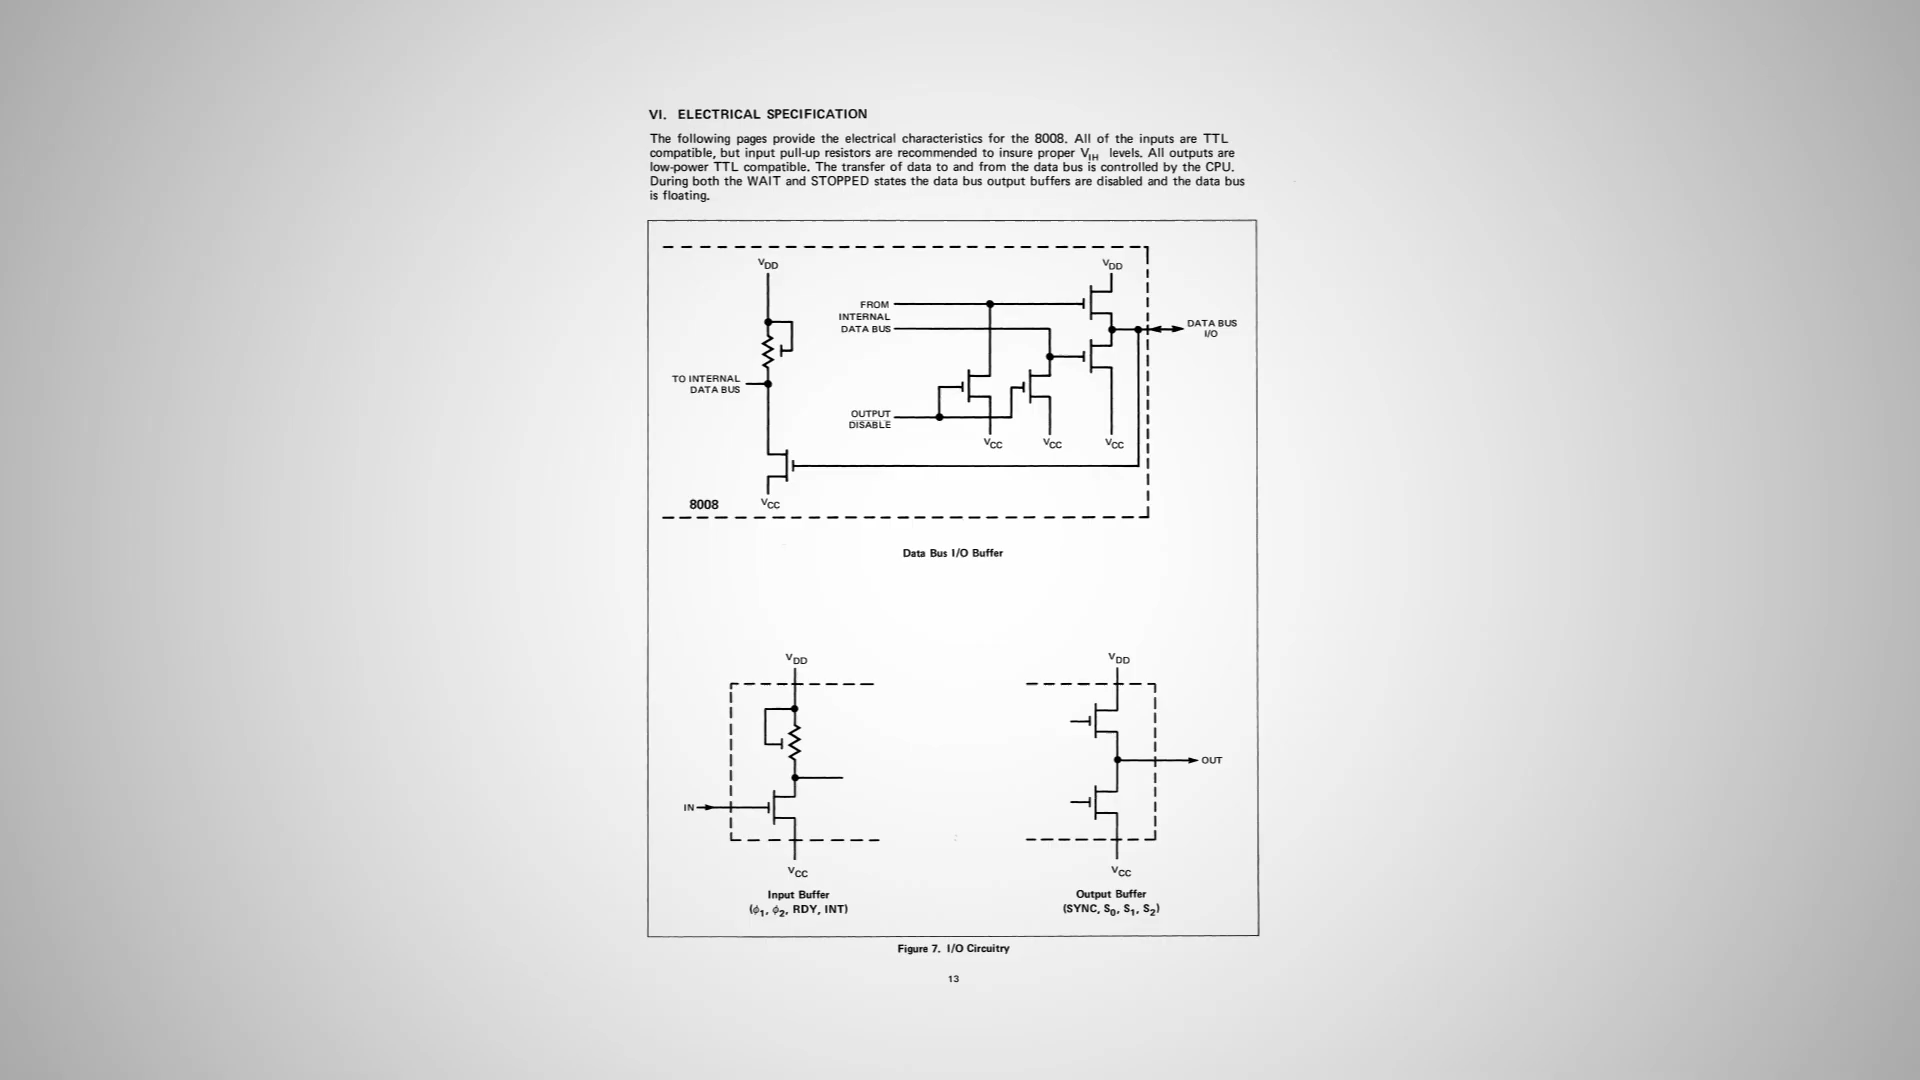 VI. ELECTRICAL SPECIFICATION
The following pages provide the electrical characteristics for the 8008. All of the inputs are TTL
compatible, but input pull-up resistors are recommended to insure proper VIH levels. All outputs are
low-power TTL compatible. The transfer of data to and from the data bus is controlled by the CPU.
During both the WAIT and STOPPED states the data bus output buffers are disabled and the data bus
is floating.
VDD
VDD
FROM
INTERNAL
DATA BUS
DATA BUS
I/O
TO INTERNAL
DATA BUS
OUTPUT
DISABLE
VCC
VCC
VCC
8008
VCC
Data Bus I/O Buffer
VDD
VDD
OUT
IN
VCC
VCC
Input Buffer
(ϕ1, ϕ2, RDY, INT)
Output Buffer
(SYNC, S0, S1, S2)
Figure 7. I/O Circuitry
13